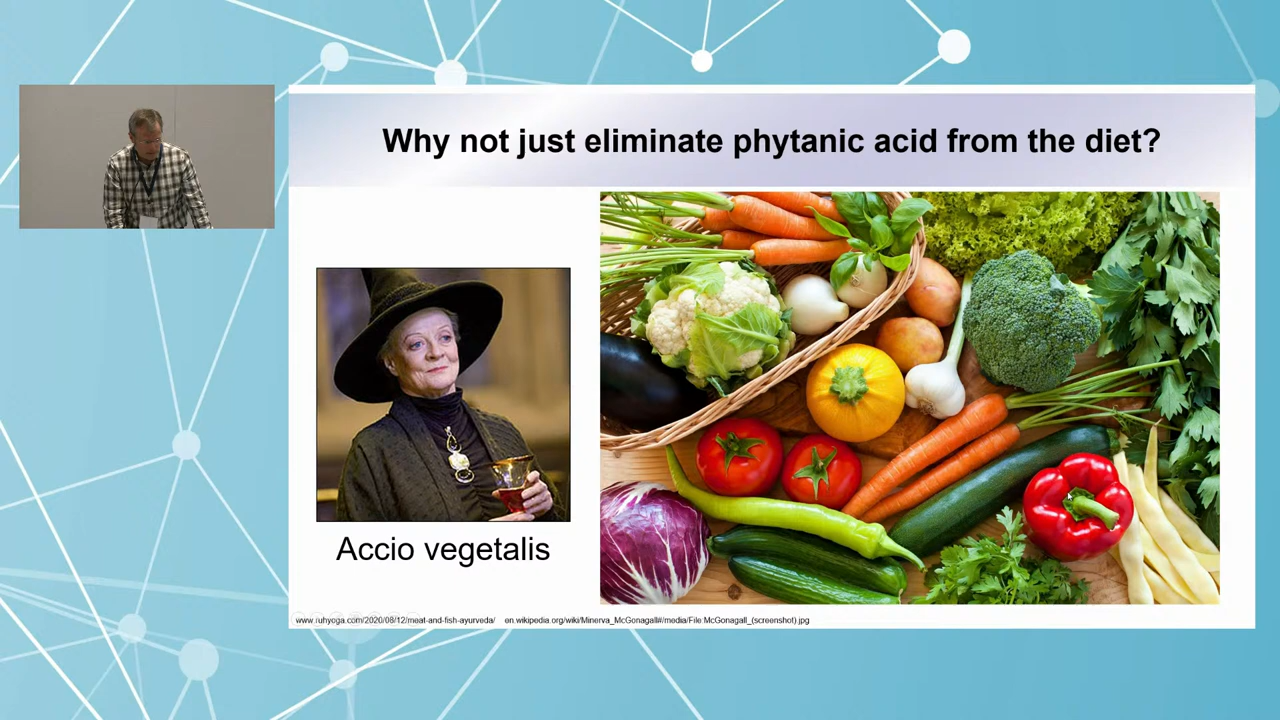 Why not just eliminate phytanic acid from the diet?
Accio vegetalis
www.ruhyoga.com/2020/08/12/meat-and-fish-ayurveda/ en.wikipedia.org/wiki/Minerva_McGonagall#/media/File:McGonagall_(screenshot).jpg